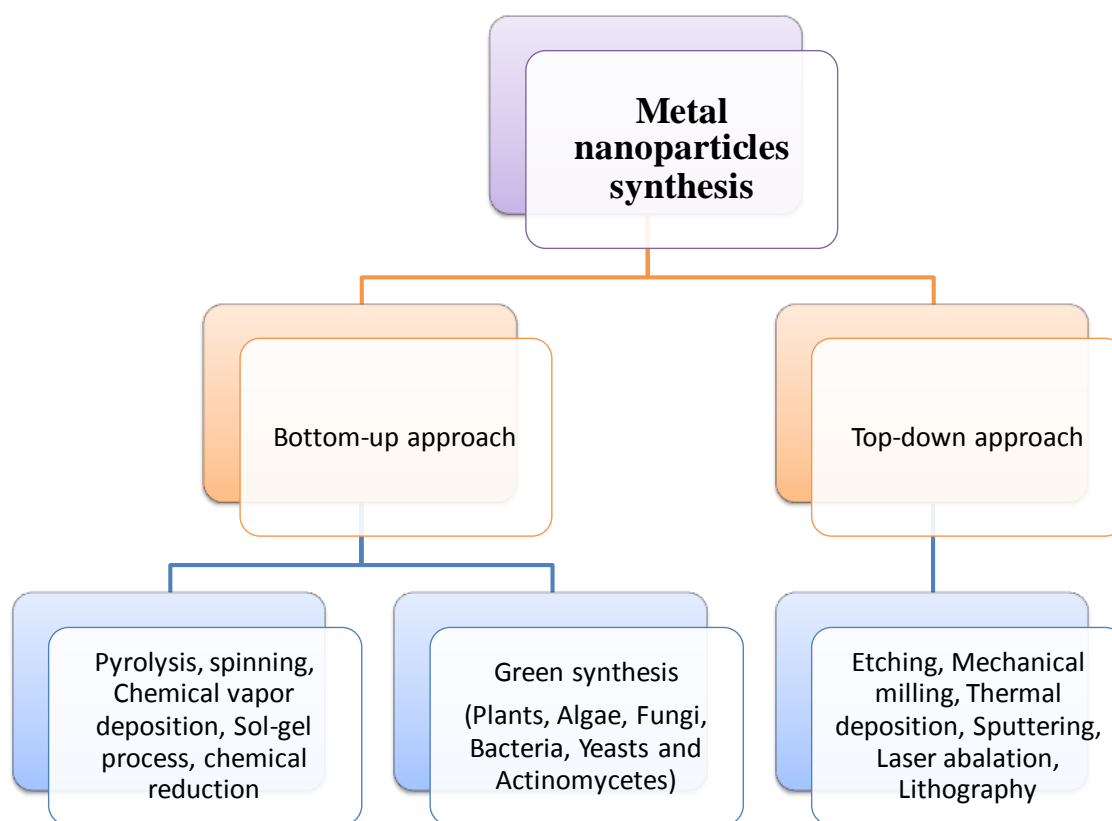 Metal
nanoparticles
synthesis
Bottom-up approach
Top-down approach
Pyrolysis, spinning,
Chemical vapor
deposition, Sol-gel
process, chemical
reduction
Green synthesis
(Plants, Algae, Fungi,
Bacteria, Yeasts and
Actinomycetes)
Etching, Mechanical
milling, Thermal
deposition, Sputtering,
Laser abalation,
Lithography